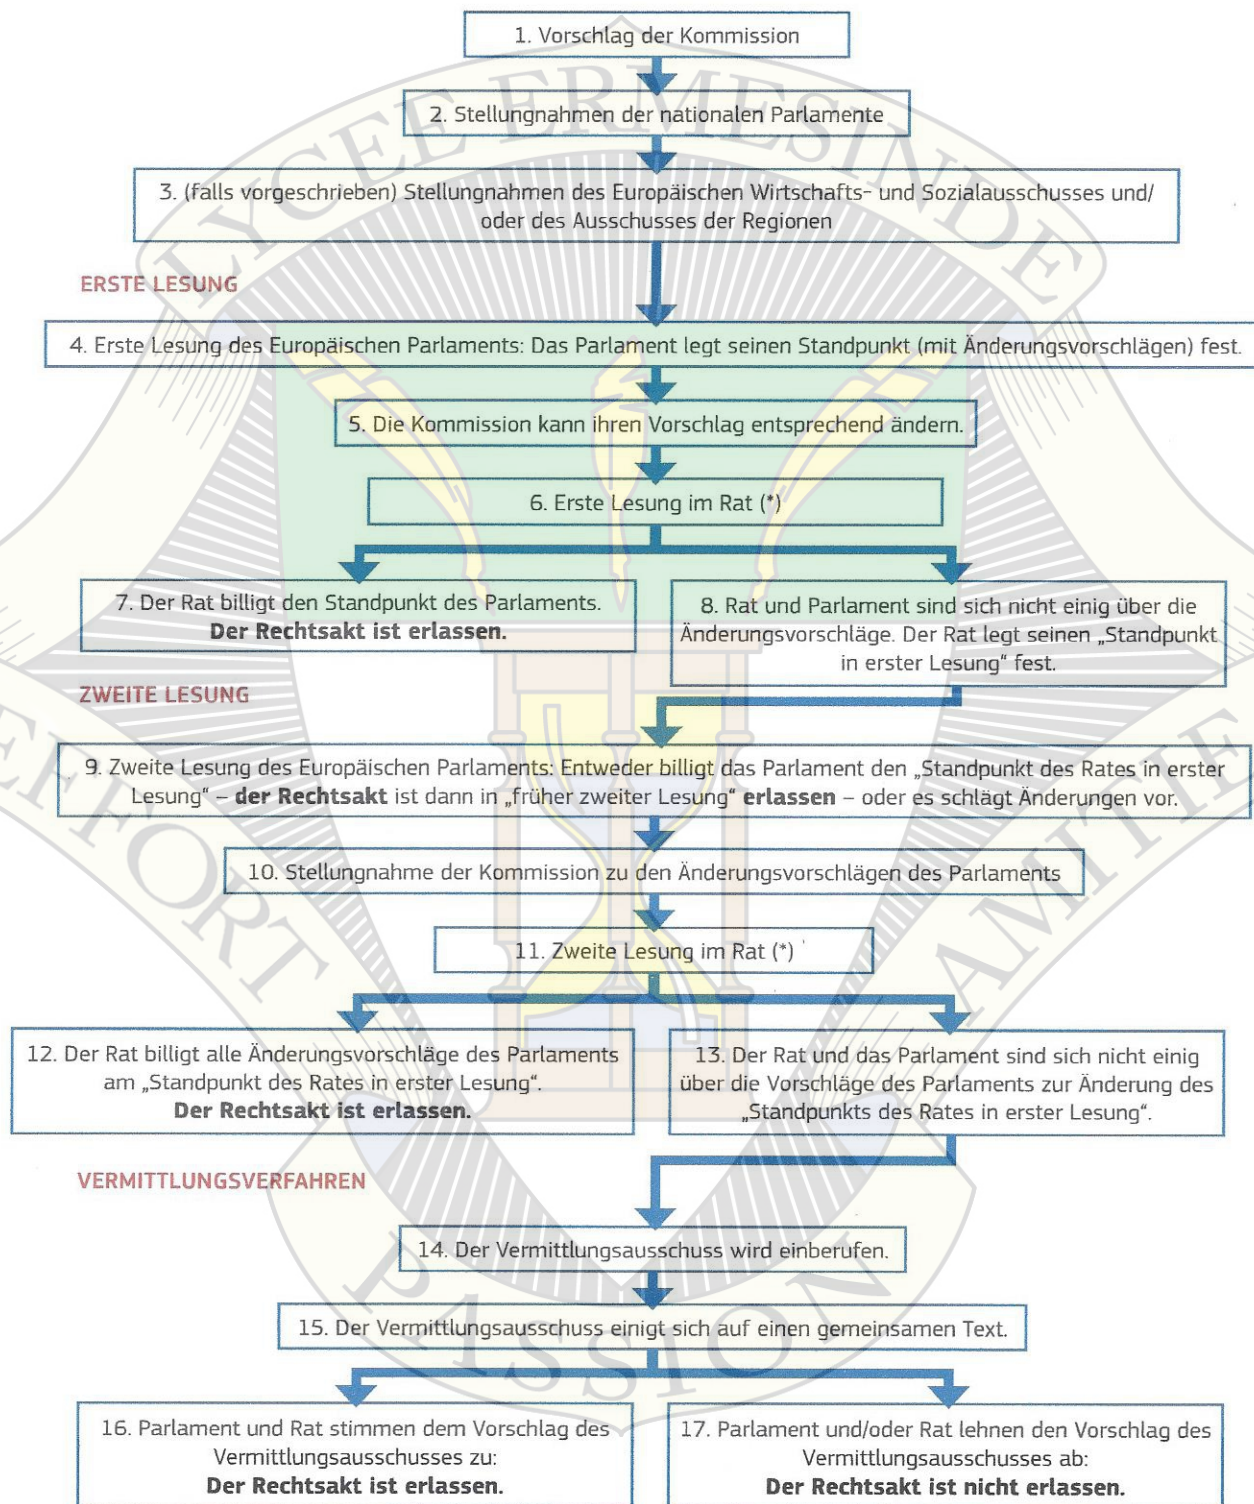 1. Vorschlag der Kommission
2. Stellungnahmen der nationalen Parlamente
3. (falls vorgeschrieben) Stellungnahmen des Europäischen Wirtschafts- und Sozialausschusses und/
oder des Ausschusses der Regionen
LYCEE ERMESINDE
ERSTE LESUNG
4. Erste Lesung des Europäischen Parlaments: Das Parlament legt seinen Standpunkt (mit Änderungsvorschlägen) fest.
5. Die Kommission kann ihren Vorschlag entsprechend ändern.
6. Erste Lesung im Rat (*)
7. Der Rat billigt den Standpunkt des Parlaments.
Der Rechtsakt ist erlassen.
8. Rat und Parlament sind sich nicht einig über die
Änderungsvorschläge. Der Rat legt seinen „Standpunkt
in erster Lesung“ fest.
ZWEITE LESUNG
9. Zweite Lesung des Europäischen Parlaments: Entweder billigt das Parlament den „Standpunkt des Rates in erster
Lesung“ – der Rechtsakt ist dann in „früher zweiter Lesung“ erlassen – oder es schlägt Änderungen vor.
EFFORT
AMITIE
10. Stellungnahme der Kommission zu den Änderungsvorschlägen des Parlaments
11. Zweite Lesung im Rat (*)
12. Der Rat billigt alle Änderungsvorschläge des Parlaments
am „Standpunkt des Rates in erster Lesung“.
Der Rechtsakt ist erlassen.
13. Der Rat und das Parlament sind sich nicht einig
über die Vorschläge des Parlaments zur Änderung des
„Standpunkts des Rates in erster Lesung“.
VERMITTLUNGSVERFAHREN
14. Der Vermittlungsausschuss wird einberufen.
15. Der Vermittlungsausschuss einigt sich auf einen gemeinsamen Text.
PASSION
16. Parlament und Rat stimmen dem Vorschlag des
Vermittlungsausschusses zu:
Der Rechtsakt ist erlassen.
17. Parlament und/oder Rat lehnen den Vorschlag des
Vermittlungsausschusses ab:
Der Rechtsakt ist nicht erlassen.